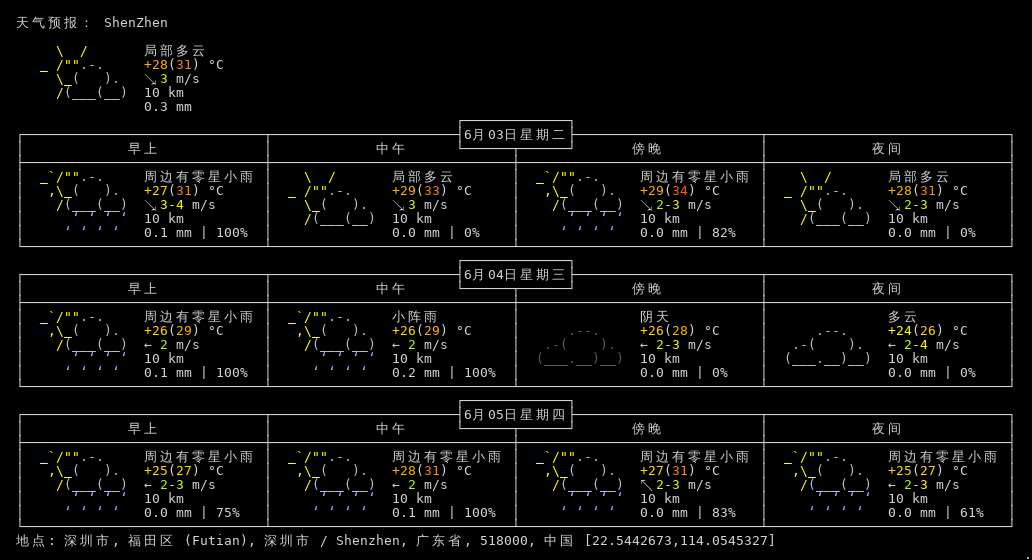 天气预报： ShenZhen
局部多云
+28(31) °C
↘3 m/s
10 km
0.3 mm
6月03日星期二
早上 中午 傍晚 夜间
周边有零星小雨 局部多云 周边有零星小雨 局部多云
+27(31) °C +29(33) °C +29(34) °C +28(31) °C
↘3-4 m/s ↘3 m/s ↘2-3 m/s ↘2-3 m/s
10 km 10 km 10 km 10 km
0.1 mm | 100% 0.0 mm | 0% 0.0 mm | 82% 0.0 mm | 0%
6月04日星期三
早上 中午 傍晚 夜间
周边有零星小雨 小阵雨 阴天 多云
+26(29) °C +26(29) °C +26(28) °C +24(26) °C
← 2 m/s ← 2 m/s ← 2-3 m/s ← 2-4 m/s
10 km 10 km 10 km 10 km
0.1 mm | 100% 0.2 mm | 100% 0.0 mm | 0% 0.0 mm | 0%
6月05日星期四
早上 中午 傍晚 夜间
周边有零星小雨 周边有零星小雨 周边有零星小雨 周边有零星小雨
+25(27) °C +28(31) °C +27(31) °C +25(27) °C
← 2-3 m/s ← 2 m/s ↖2-3 m/s ← 2-3 m/s
10 km 10 km 10 km 10 km
0.0 mm | 75% 0.1 mm | 100% 0.0 mm | 83% 0.0 mm | 61%
地点: 深圳市, 福田区 (Futian), 深圳市 / Shenzhen, 广东省, 518000, 中国 [22.5442673,114.0545327]